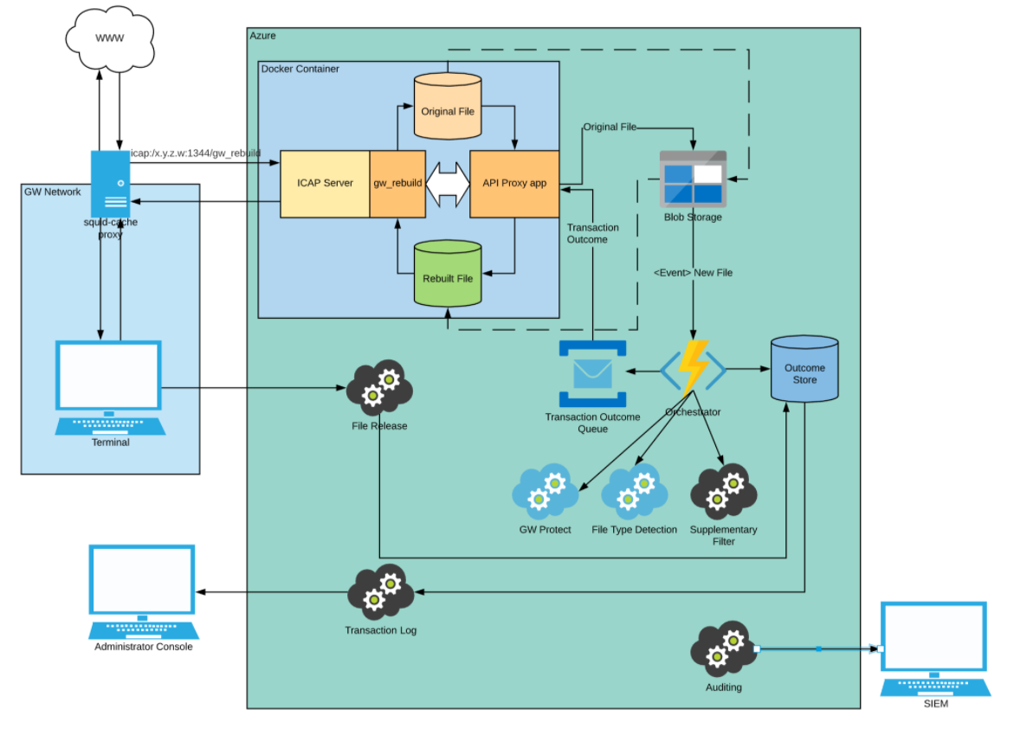 www
Azure
Docker Container
Original File
Original File
icap:/x.y.z.w:1344/gw_rebuild
ICAP Server
gw_rebuild
API Proxy app
GW Network
squid-cache
proxy
Blob Storage
Transaction
Outcome
Rebuilt File
<Event> New File
Outcome
Store
Transaction Outcome
Queue
Orchestrator
Terminal
File Release
GW Protect
File Type Detection
Supplementary
Filter
Transaction Log
Administrator Console
Auditing
SIEM